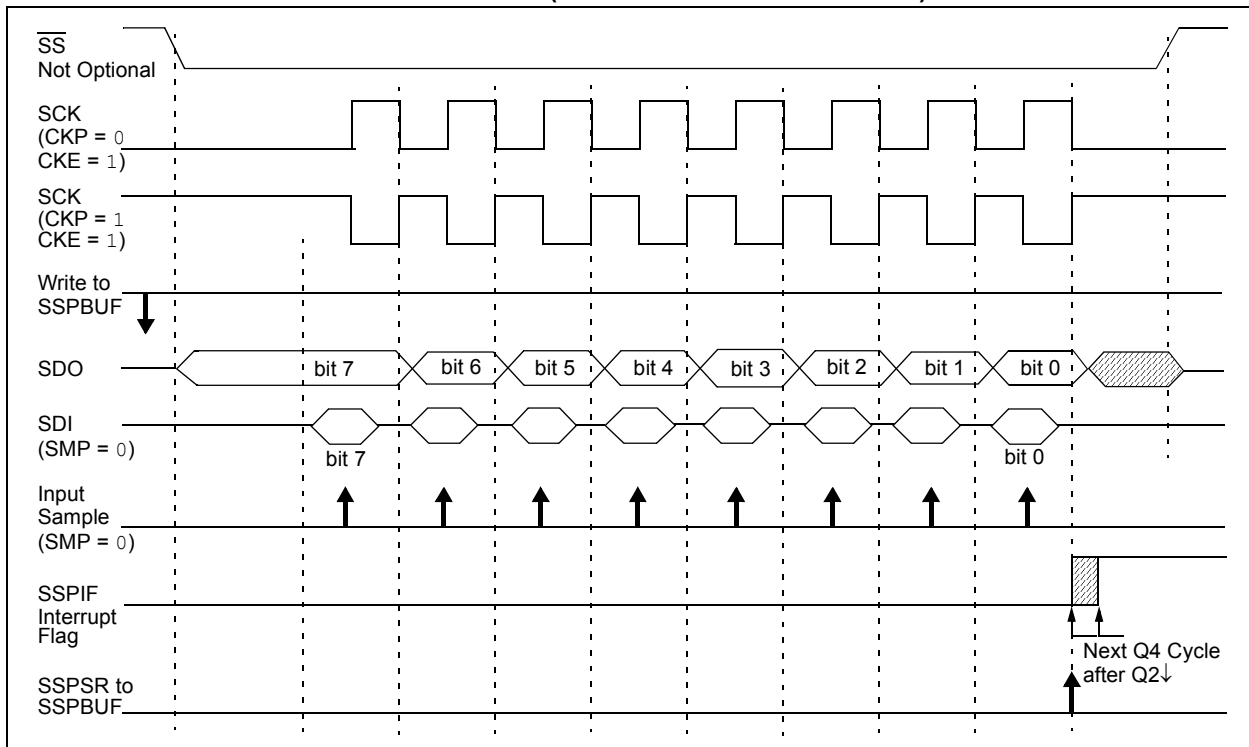 SS
Not Optional
SCK
(CKP = 0
CKE = 1)
SCK
(CKP = 1
CKE = 1)
Write to
SSPBUF
SDO
bit 7 bit 6 bit 5 bit 4 bit 3 bit 2 bit 1 bit 0
SDI
(SMP = 0)
bit 7 bit 0
Input
Sample
(SMP = 0)
SSPIF
Interrupt
Flag
Next Q4 Cycle
after Q2↓
SSPSR to
SSPBUF